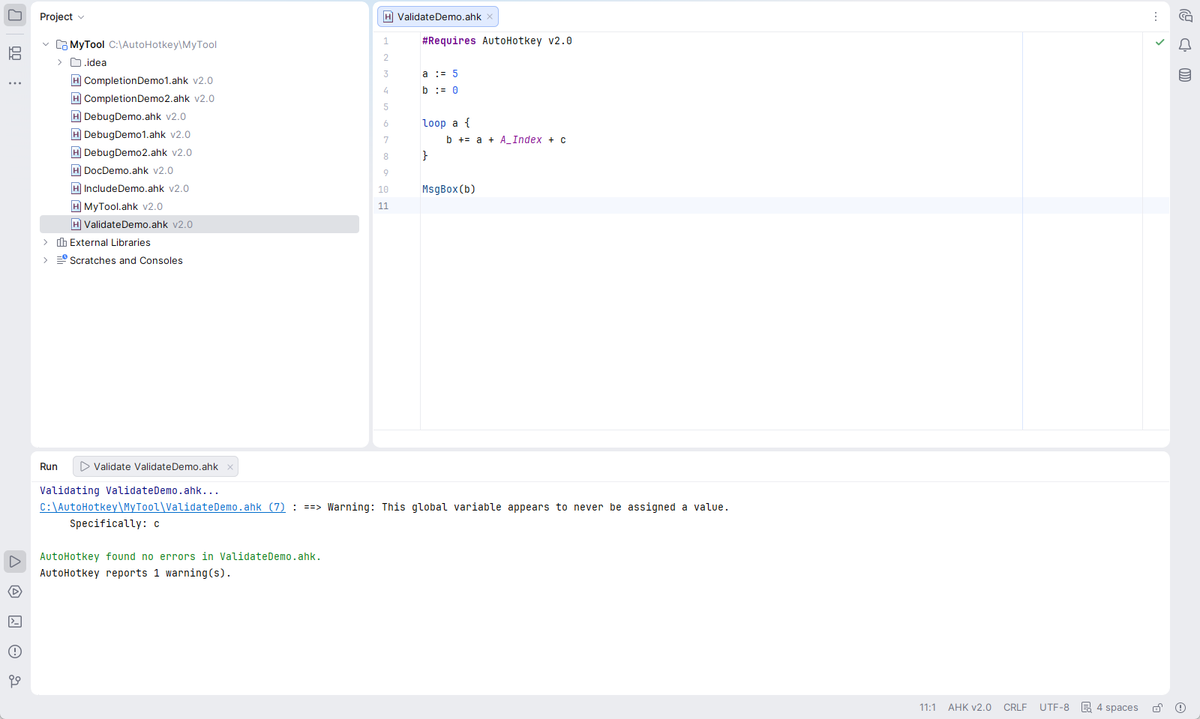 Project
MyTool C:\AutoHotkey\MyTool
.idea
CompletionDemo1.ahk v2.0
CompletionDemo2.ahk v2.0
DebugDemo.ahk v2.0
DebugDemo1.ahk v2.0
DebugDemo2.ahk v2.0
DocDemo.ahk v2.0
IncludeDemo.ahk v2.0
MyTool.ahk v2.0
ValidateDemo.ahk v2.0
External Libraries
Scratches and Consoles
ValidateDemo.ahk
1 #Requires AutoHotkey v2.0
2
3 a := 5
4 b := 0
5
6 loop a {
7     b += a + A_Index + c
8 }
9
10 MsgBox(b)
11
Run
Validate ValidateDemo.ahk
Validating ValidateDemo.ahk...
C:\AutoHotkey\MyTool\ValidateDemo.ahk (7) : ==> Warning: This global variable appears to never be assigned a value.
     Specifically: c
AutoHotkey found no errors in ValidateDemo.ahk.
AutoHotkey reports 1 warning(s).
11:1 AHK v2.0 CRLF UTF-8 4 spaces